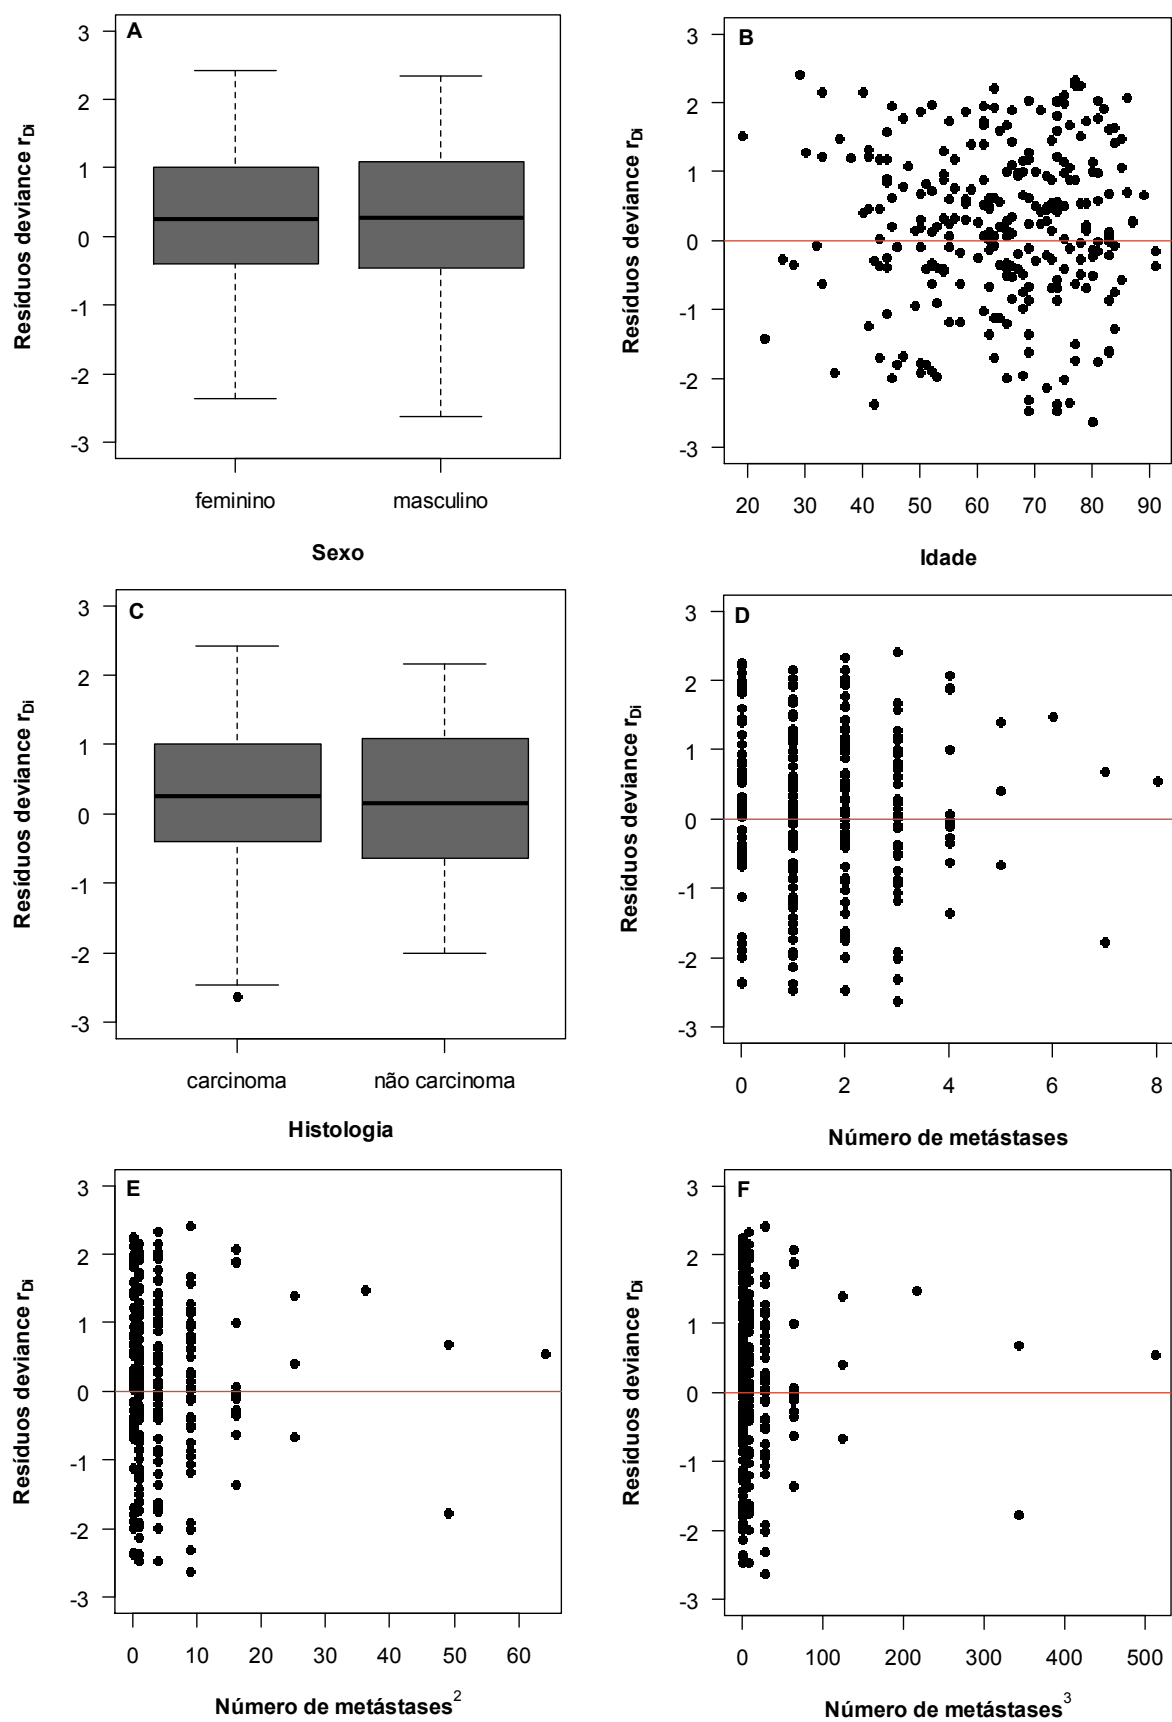 A
Resíduos deviance rDi
3
2
1
0
-1
-2
-3
feminino masculino
Sexo
B
Resíduos deviance rDi
3
2
1
0
-1
-2
-3
20 30 40 50 60 70 80 90
Idade
C
Resíduos deviance rDi
3
2
1
0
-1
-2
-3
carcinoma não carcinoma
Histologia
D
Resíduos deviance rDi
3
2
1
0
-1
-2
-3
0 2 4 6 8
Número de metástases
E
Resíduos deviance rDi
3
2
1
0
-1
-2
-3
0 10 20 30 40 50 60
Número de metástases²
F
Resíduos deviance rDi
3
2
1
0
-1
-2
-3
0 100 200 300 400 500
Número de metástases³